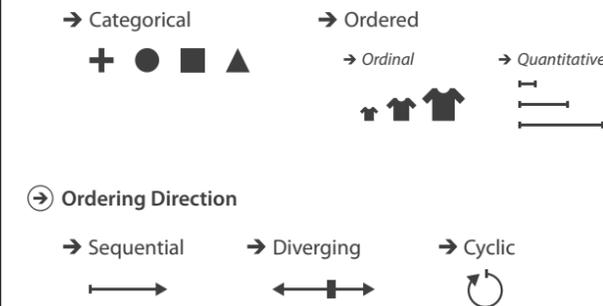 → Categorical
→ Ordered
→ Ordinal
→ Quantitative
→ Ordering Direction
→ Sequential
→ Diverging
→ Cyclic